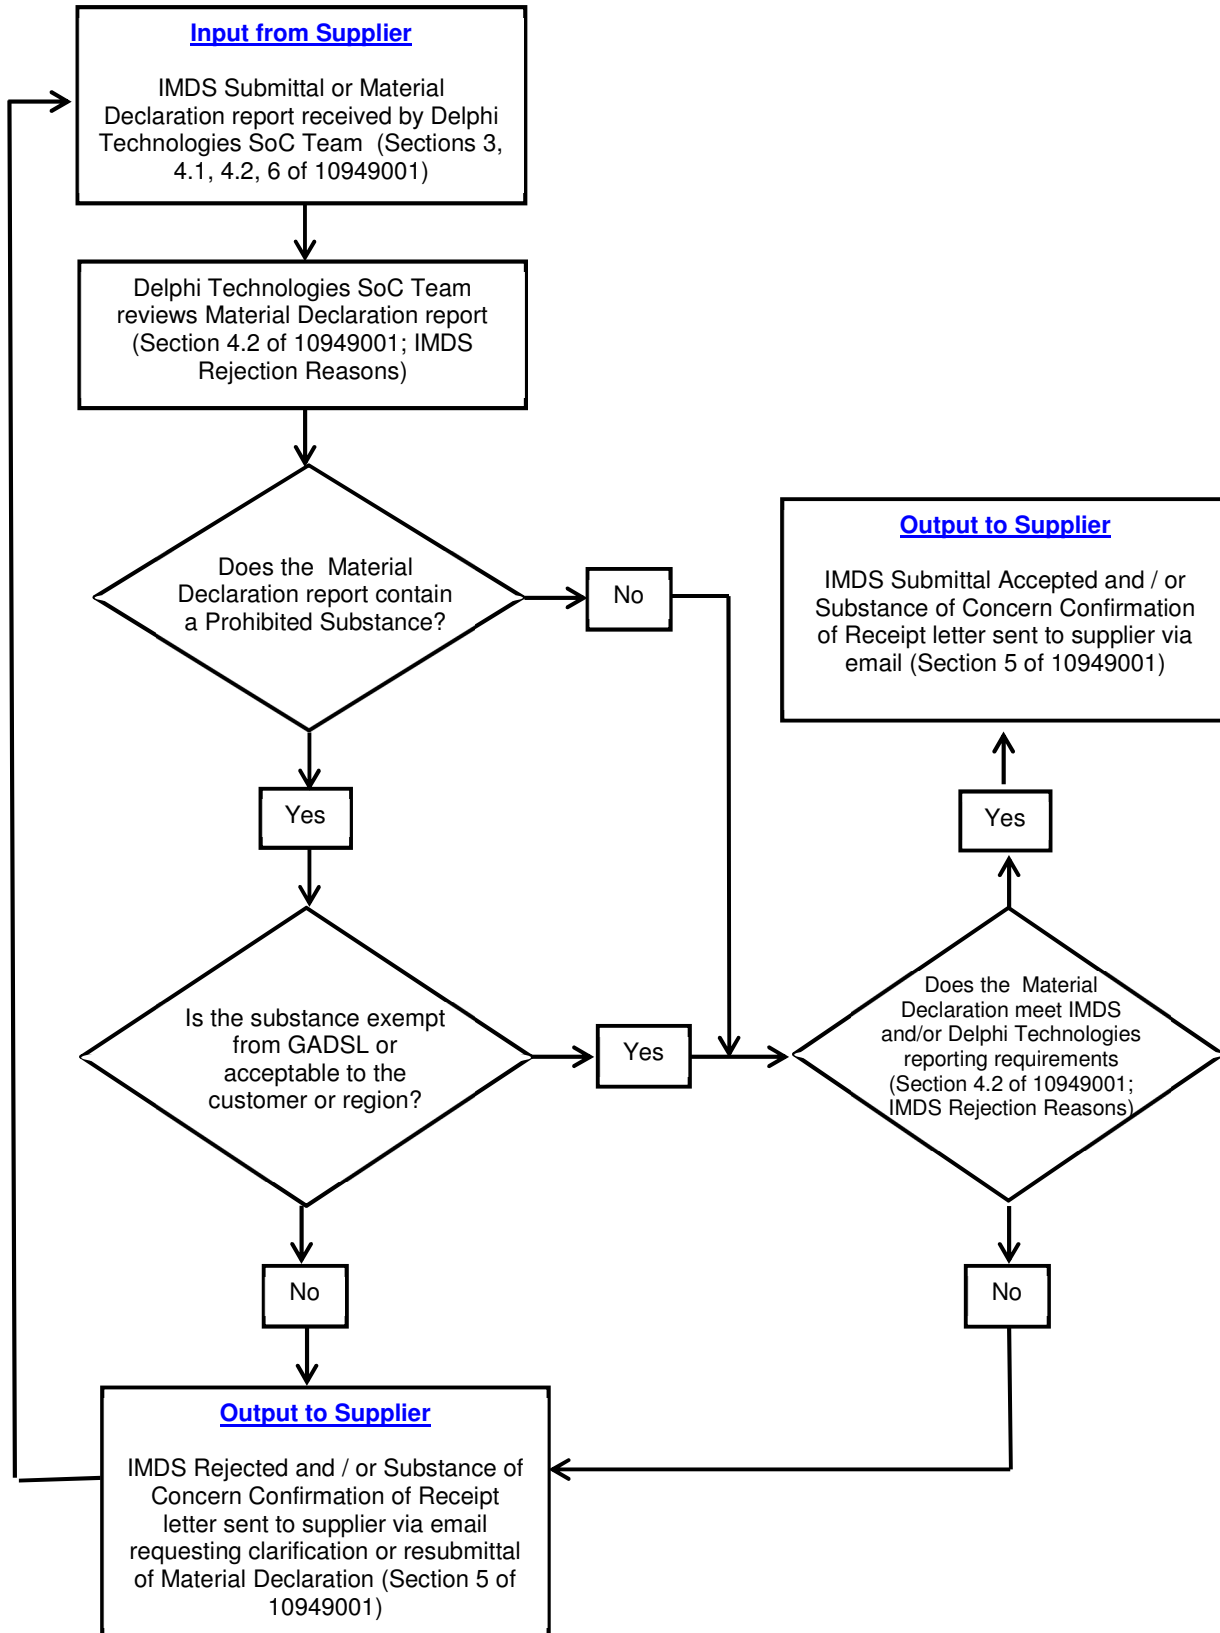 Input from Supplier
IMDS Submittal or Material
Declaration report received by Delphi
Technologies SoC Team (Sections 3,
4.1, 4.2, 6 of 10949001)
Delphi Technologies SoC Team
reviews Material Declaration report
(Section 4.2 of 10949001; IMDS
Rejection Reasons)
Does the Material
Declaration report contain
a Prohibited Substance?
No
Output to Supplier
IMDS Submittal Accepted and / or
Substance of Concern Confirmation
of Receipt letter sent to supplier via
email (Section 5 of 10949001)
Yes
Yes
Is the substance exempt
from GADSL or
acceptable to the
customer or region?
Yes
Does the Material
Declaration meet IMDS
and/or Delphi Technologies
reporting requirements
(Section 4.2 of 10949001;
IMDS Rejection Reasons)
No
No
Output to Supplier
IMDS Rejected and / or Substance of
Concern Confirmation of Receipt
letter sent to supplier via email
requesting clarification or resubmittal
of Material Declaration (Section 5 of
10949001)